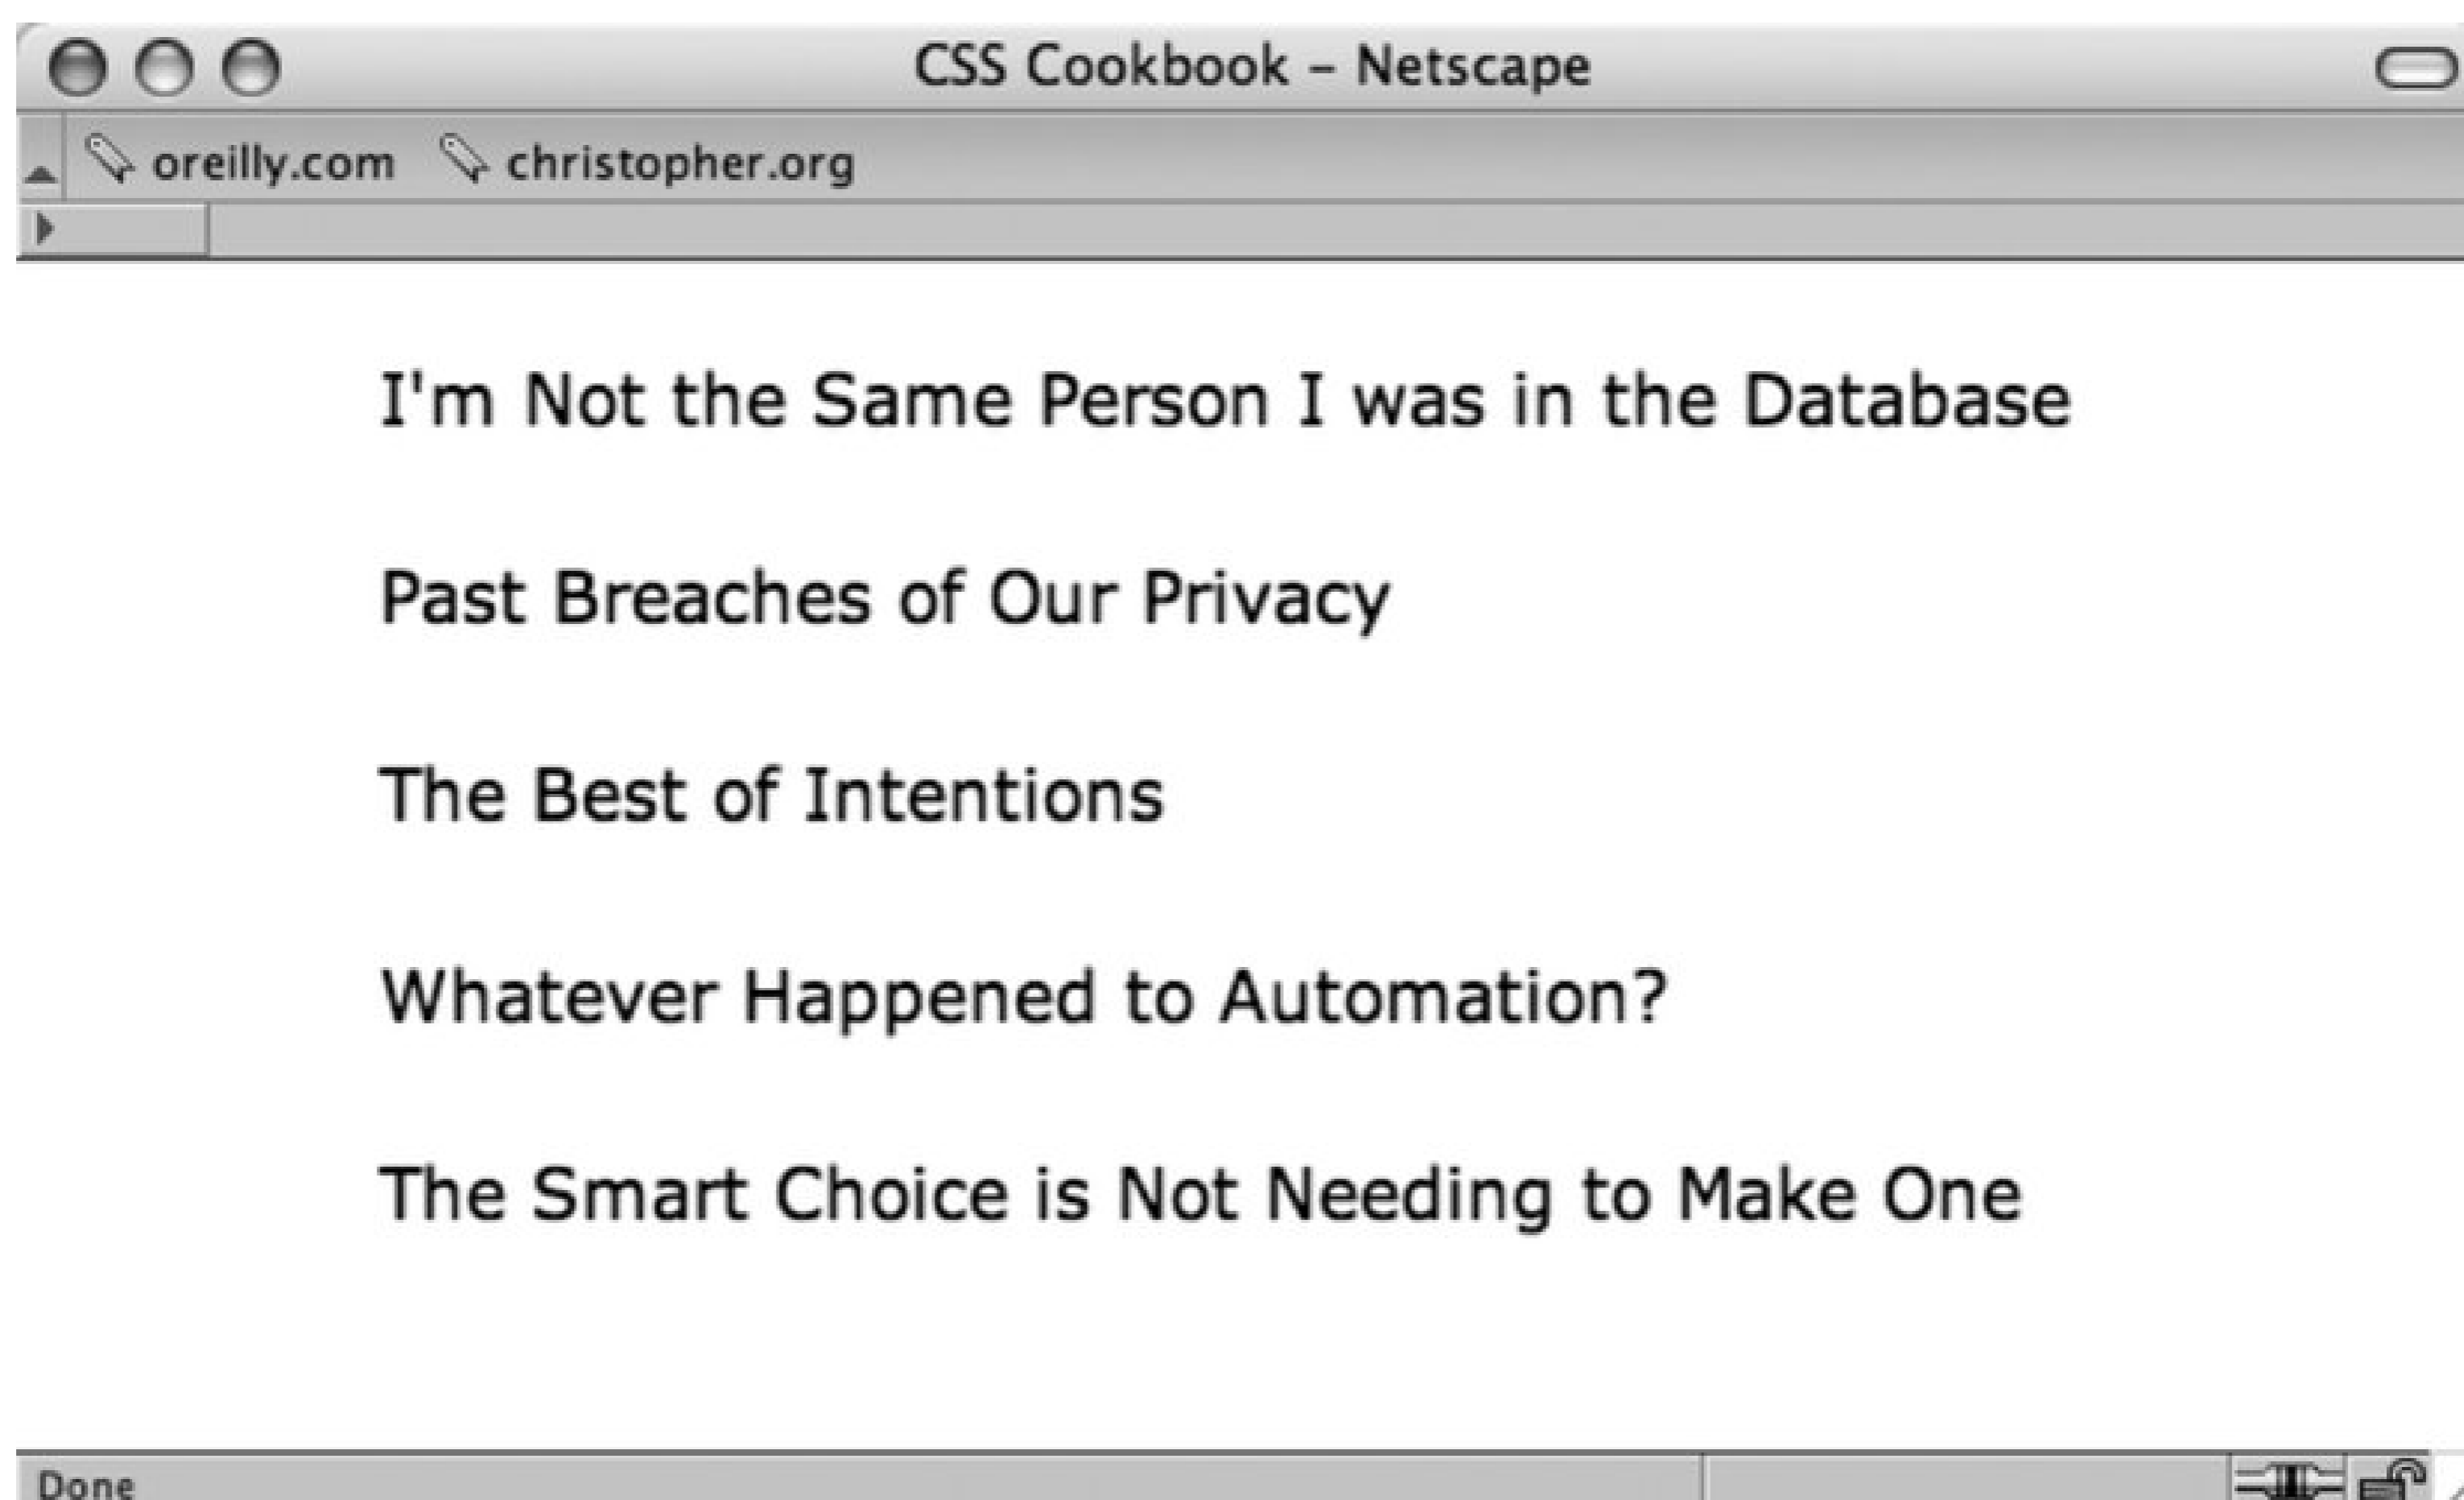 CSS Cookbook – Netscape
oreilly.com christopher.org
I'm Not the Same Person I was in the Database
Past Breaches of Our Privacy
The Best of Intentions
Whatever Happened to Automation?
The Smart Choice is Not Needing to Make One
Done